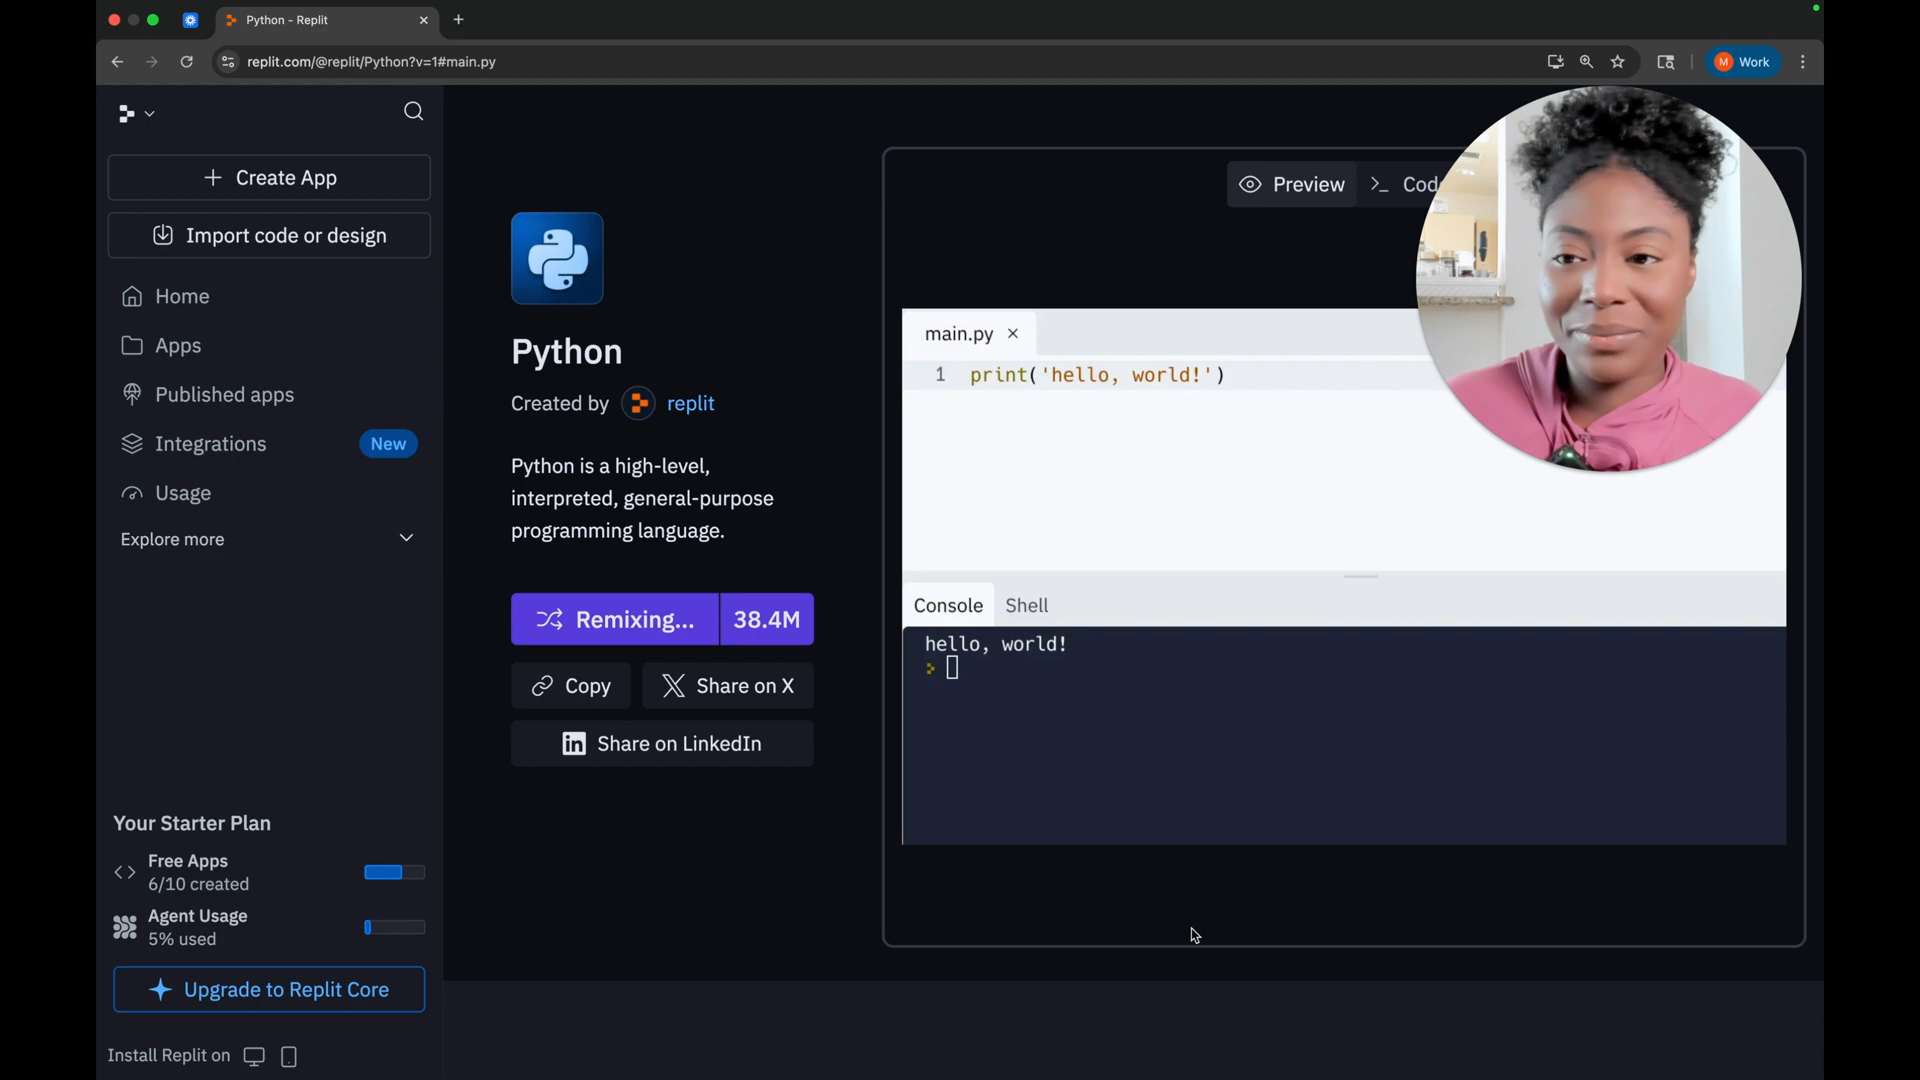 Python - Replit
replit.com/@replit/Python?v=1#main.py
M Work
Create App
Import code or design
Home
Apps
Published apps
Integrations New
Usage
Explore more
Your Starter Plan
Free Apps
6/10 created
Agent Usage
5% used
Upgrade to Replit Core
Install Replit on
Python
Created by replit
Python is a high-level,
interpreted, general-purpose
programming language.
Remixing... 38.4M
Copy
Share on X
Share on LinkedIn
Preview
>_ Cod
main.py
1 print('hello, world!')
Console Shell
hello, world!